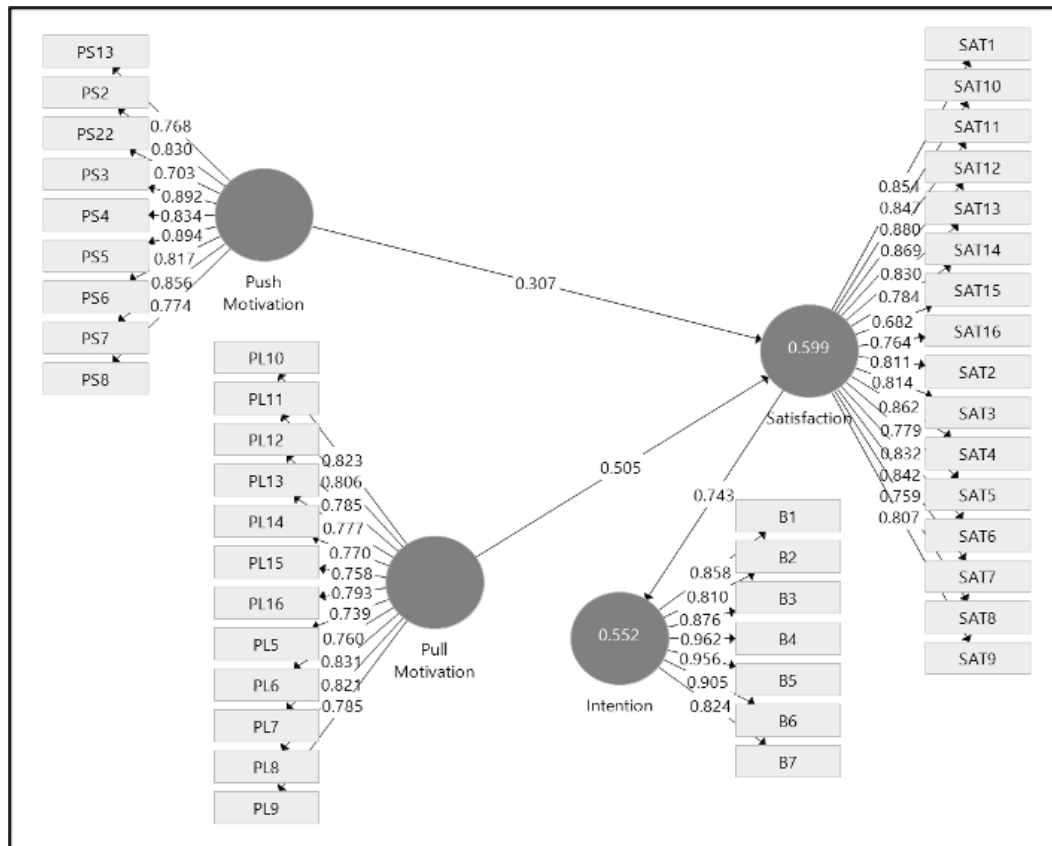 PS13
PS2
PS22
PS3
PS4
PS5
PS6
PS7
PS8
0.768
0.830
0.703
0.892
0.834
0.894
0.817
0.856
0.774
Push
Motivation
0.307
PL10
PL11
PL12
PL13
PL14
PL15
PL16
PL5
PL6
PL7
PL8
PL9
0.823
0.806
0.785
0.777
0.770
0.758
0.793
0.739
0.760
0.831
0.821
0.785
Pull
Motivation
0.505
0.599
Satisfaction
0.743
0.854
0.847
0.880
0.869
0.830
0.784
0.682
0.764
0.811
0.814
0.862
0.779
0.832
0.842
0.759
0.807
SAT1
SAT10
SAT11
SAT12
SAT13
SAT14
SAT15
SAT16
SAT2
SAT3
SAT4
SAT5
SAT6
SAT7
SAT8
SAT9
0.552
Intention
0.858
0.810
0.876
0.962
0.956
0.905
0.824
B1
B2
B3
B4
B5
B6
B7